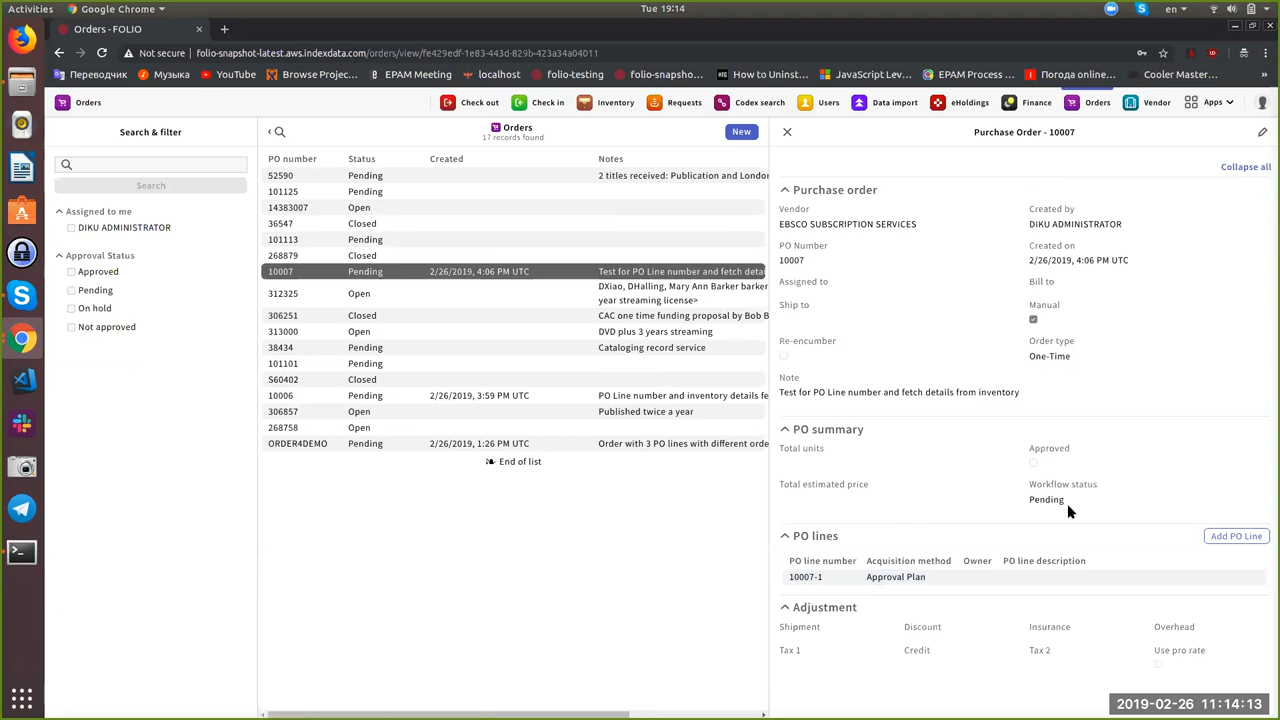 Activities
Google Chrome
Tue 19:14
en
Orders - FOLIO
Not secure | folio-snapshot-latest.aws.indexdata.com/orders/view/fe429edf-1e83-443d-829b-423a34a04011
Переводчик
Музыка
YouTube
Browse Projec...
EPAM Meeting
localhost
folio-testing
folio-snapsho...
How to Uninst...
JavaScript Lev...
EPAM Process ...
Погода online...
Cooler Master...
Orders
Check out
Check in
Inventory
Requests
Codex search
Users
Data import
eHoldings
Finance
Orders
Vendor
Apps
Search & filter
Search
Assigned to me
DIKU ADMINISTRATOR
Approval Status
Approved
Pending
On hold
Not approved
Orders
17 records found
New
PO number Status Created Notes
52590 Pending 2 titles received: Publication and London
101125 Pending
14383007 Open
36547 Closed
101113 Pending
268879 Closed
10007 Pending 2/26/2019, 4:06 PM UTC Test for PO Line number and fetch detai
312325 Open DXiao, DHalling, Mary Ann Barker barker
year streaming license>
306251 Closed CAC one time funding proposal by Bob B
313000 Open DVD plus 3 years streaming
38434 Pending Cataloging record service
101101 Pending
S60402 Closed
10006 Pending 2/26/2019, 3:59 PM UTC PO Line number and inventory details fe
306857 Open Published twice a year
268758 Open
ORDER4DEMO Pending 2/26/2019, 1:26 PM UTC Order with 3 PO lines with different orde
End of list
Purchase Order - 10007
Collapse all
Purchase order
Vendor Created by
EBSCO SUBSCRIPTION SERVICES DIKU ADMINISTRATOR
PO Number Created on
10007 2/26/2019, 4:06 PM UTC
Assigned to Bill to
Ship to Manual
Re-encumber Order type
One-Time
Note
Test for PO Line number and fetch details from inventory
PO summary
Total units Approved
Total estimated price Workflow status
Pending
PO lines
Add PO Line
PO line number Acquisition method Owner PO line description
10007-1 Approval Plan
Adjustment
Shipment Discount Insurance Overhead
Tax 1 Credit Tax 2 Use pro rate
2019-02-26 11:14:13